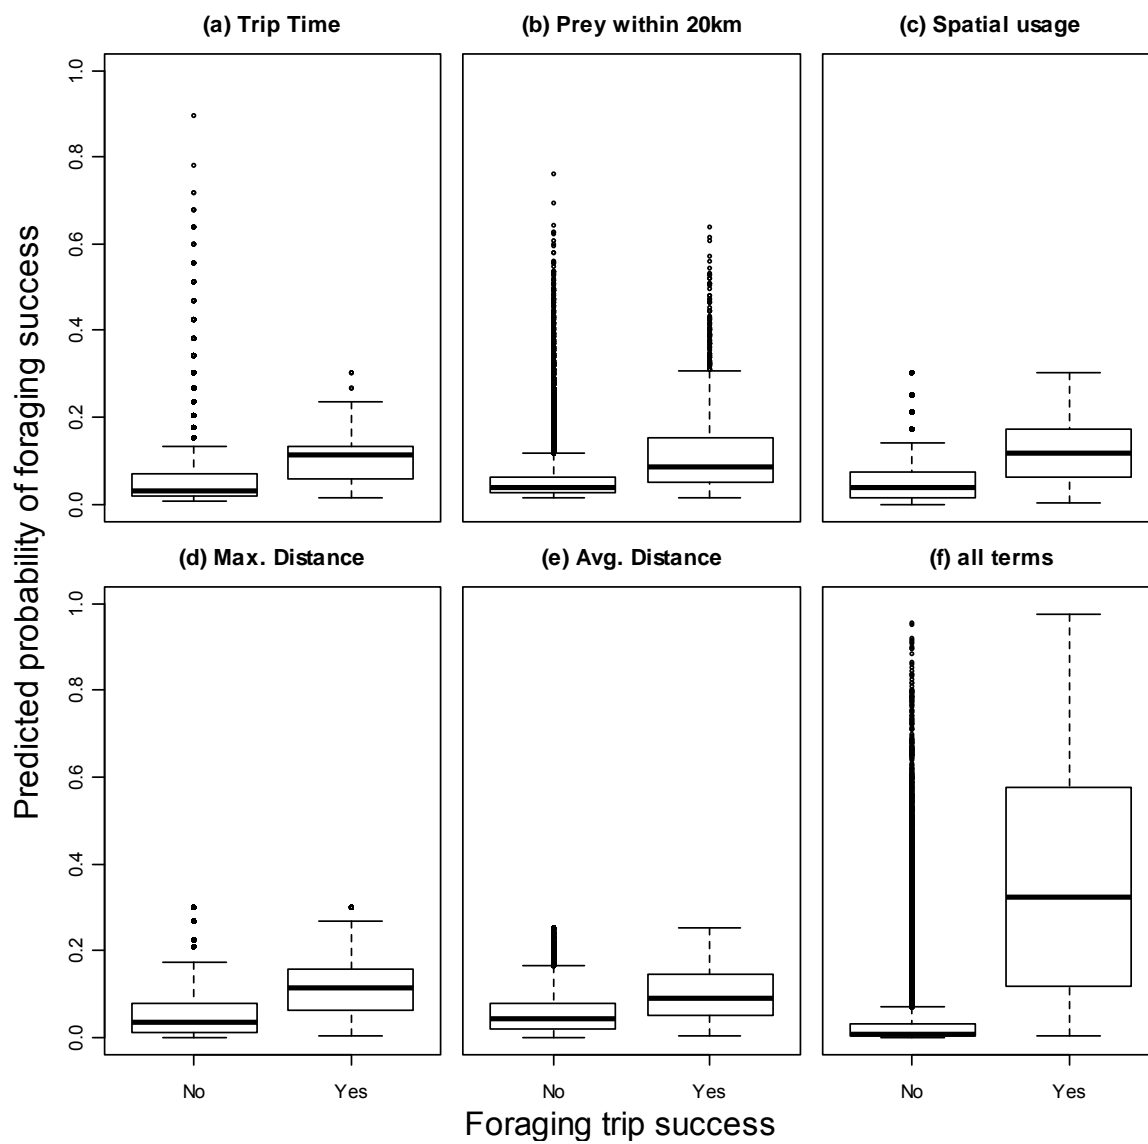 (a) Trip Time
(b) Prey within 20km
(c) Spatial usage
1.0
0.8
0.6
0.4
0.2
0.0
(d) Max. Distance
(e) Avg. Distance
(f) all terms
1.0
0.8
0.6
0.4
0.2
0.0
Predicted probability of foraging success
No
Yes
No
Yes
No
Yes
Foraging trip success